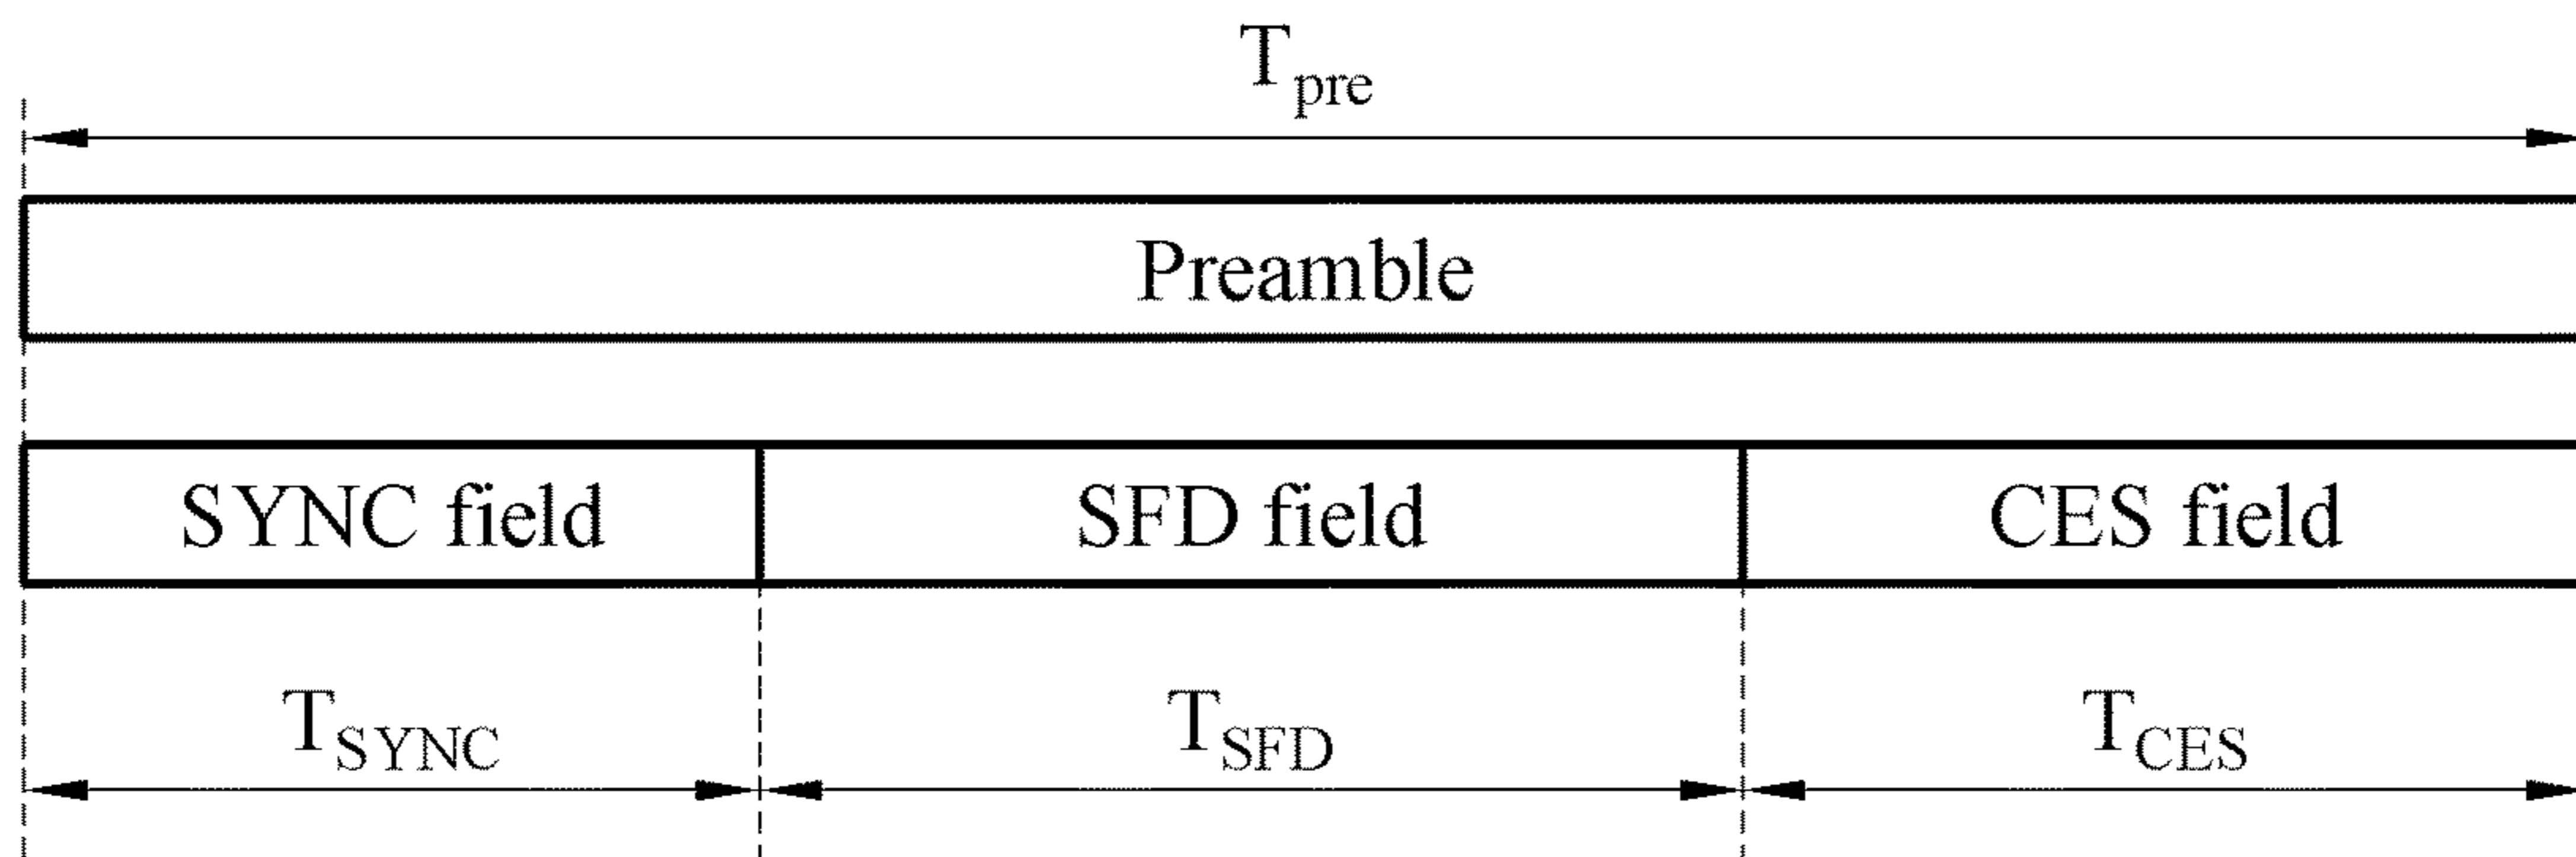 T_pre
Preamble
SYNC field SFD field CES field
T_SYNC T_SFD T_CES